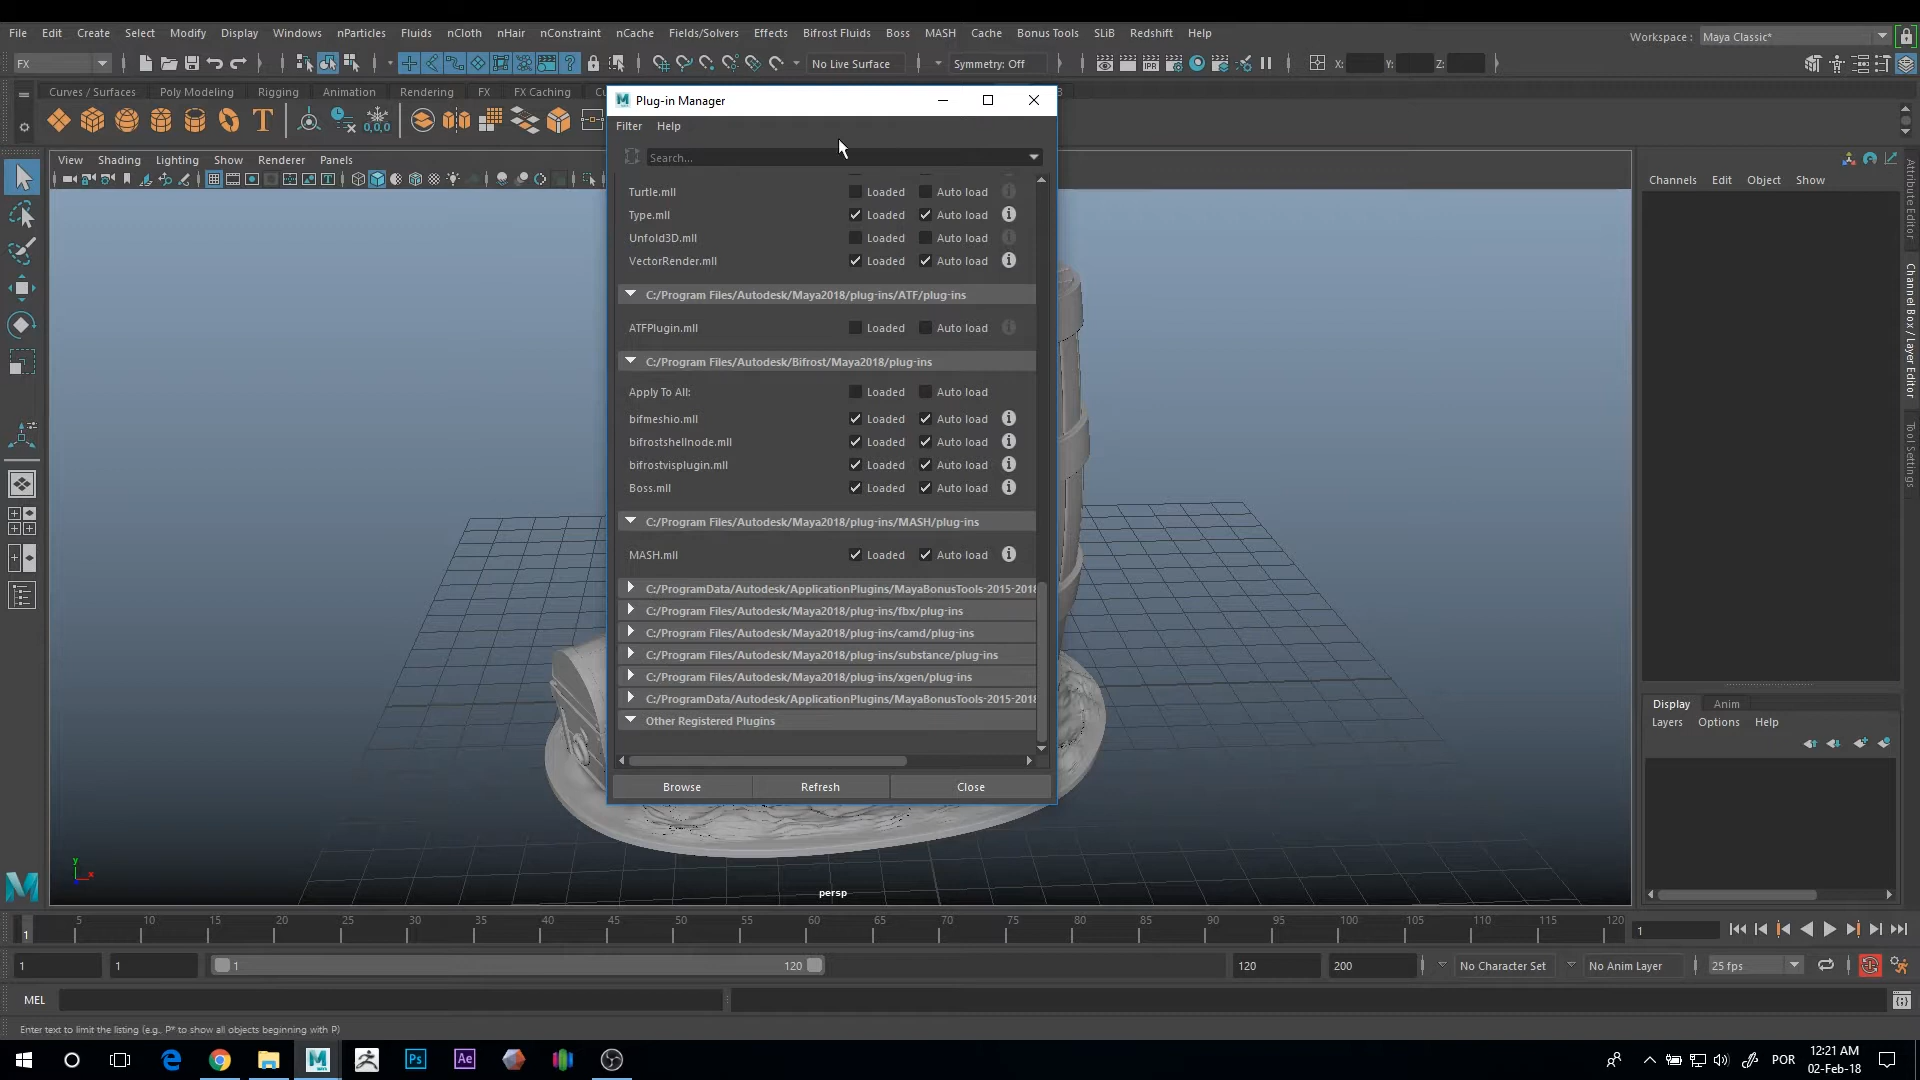 File Edit Create Select Modify Display Windows nParticles Fluids nCloth nHair nConstraint nCache Fields/Solvers Effects Bifrost Fluids Boss MASH Cache Bonus Tools SLiB Redshift Help
Workspace : Maya Classic*
FX No Live Surface Symmetry: Off X: Y: Z:
Curves / Surfaces Poly Modeling Rigging Animation Rendering FX FX Caching
Plug-in Manager
Filter Help
Search...
View Shading Lighting Show Renderer Panels
Channels Edit Object Show
Turtle.mll Loaded Auto load
Type.mll Loaded Auto load
Unfold3D.mll Loaded Auto load
VectorRender.mll Loaded Auto load
C:/Program Files/Autodesk/Maya2018/plug-ins/ATF/plug-ins
ATFPlugin.mll Loaded Auto load
C:/Program Files/Autodesk/Bifrost/Maya2018/plug-ins
Apply To All: Loaded Auto load
bifmeshio.mll Loaded Auto load
bifrostshellnode.mll Loaded Auto load
bifrostvisplugin.mll Loaded Auto load
Boss.mll Loaded Auto load
C:/Program Files/Autodesk/Maya2018/plug-ins/MASH/plug-ins
MASH.mll Loaded Auto load
C:/ProgramData/Autodesk/ApplicationPlugins/MayaBonusTools-2015-2018
C:/Program Files/Autodesk/Maya2018/plug-ins/fbx/plug-ins
C:/Program Files/Autodesk/Maya2018/plug-ins/camd/plug-ins
C:/Program Files/Autodesk/Maya2018/plug-ins/substance/plug-ins
C:/Program Files/Autodesk/Maya2018/plug-ins/xgen/plug-ins
C:/ProgramData/Autodesk/ApplicationPlugins/MayaBonusTools-2015-2018
Other Registered Plugins
Browse Refresh Close
Attribute Editor
Channel Box / Layer Editor
Tool Settings
Display Anim
Layers Options Help
y
x
persp
5 10 15 20 25 30 35 40 45 50 55 60 65 70 75 80 85 90 95 100 105 110 115 120
1 1
1 1 1 120 120 200 No Character Set No Anim Layer 25 fps
MEL
Enter text to limit the listing (e.g., P* to show all objects beginning with P)
Ps Ae POR 12:21 AM
02-Feb-18